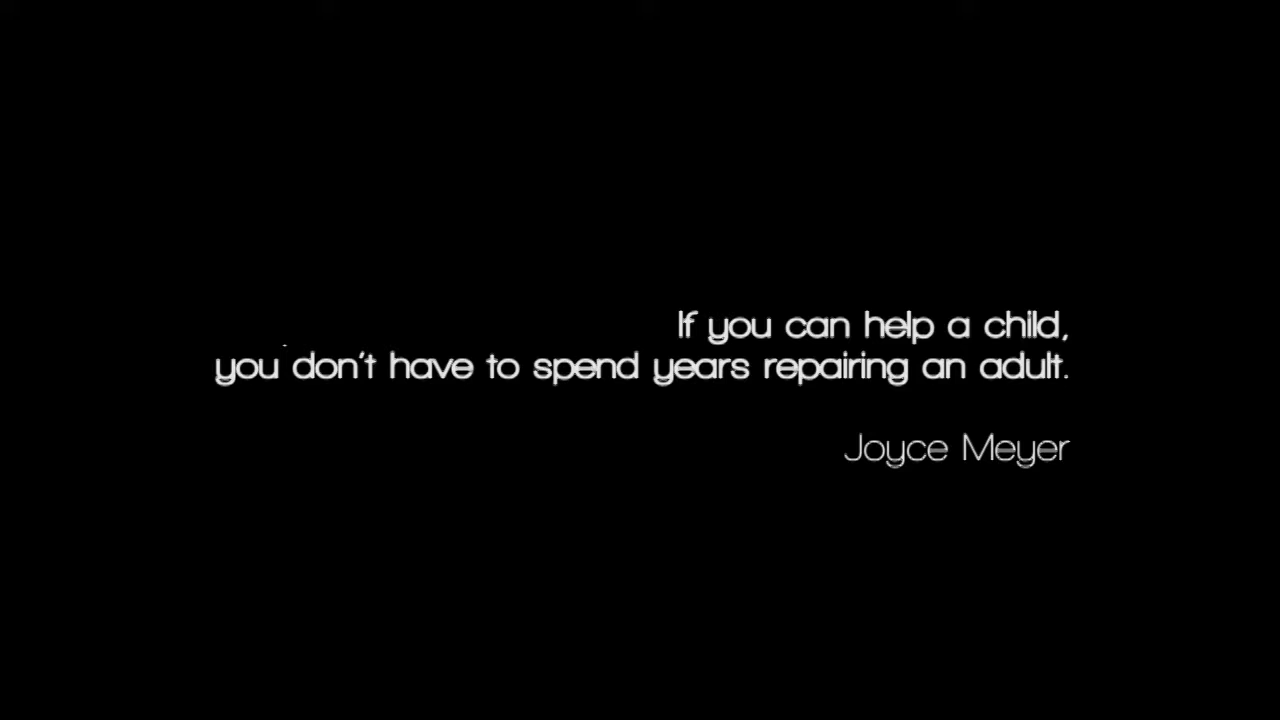 If you can help a child,
you don't have to spend years repairing an adult.
Joyce Meyer